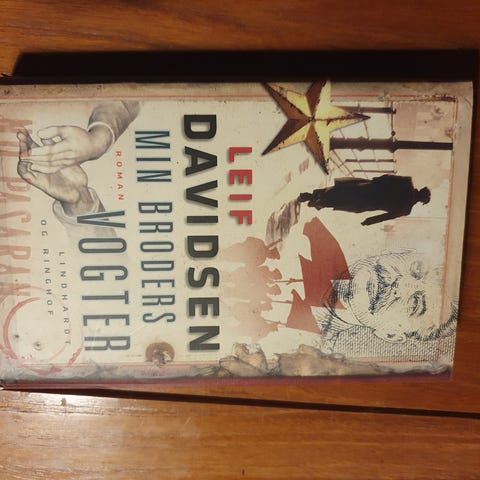 LEIF
DAVIDSEN
MIN BRODERS
VOGTER
ROMAN
LINDHARDT
OG RINGHOF